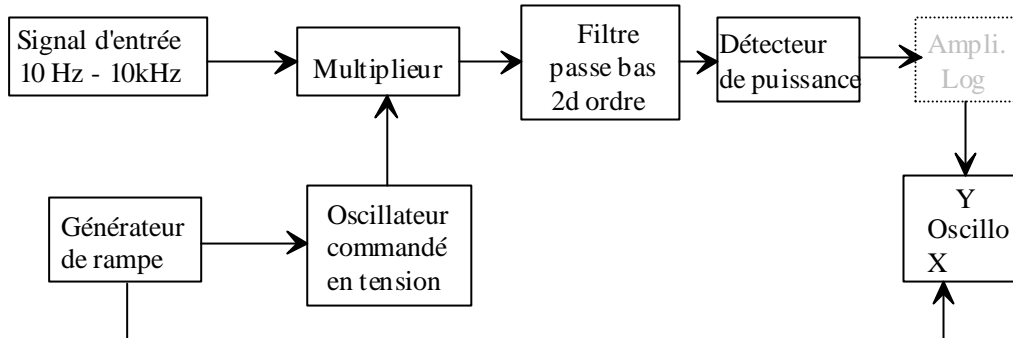 Signal d'entrée
10 Hz - 10kHz
Multiplieur
Filtre
passe bas
2d ordre
Détecteur
de puissance
Ampli.
Log
Générateur
de rampe
Oscillateur
commandé
en tension
Y
Oscillo
X